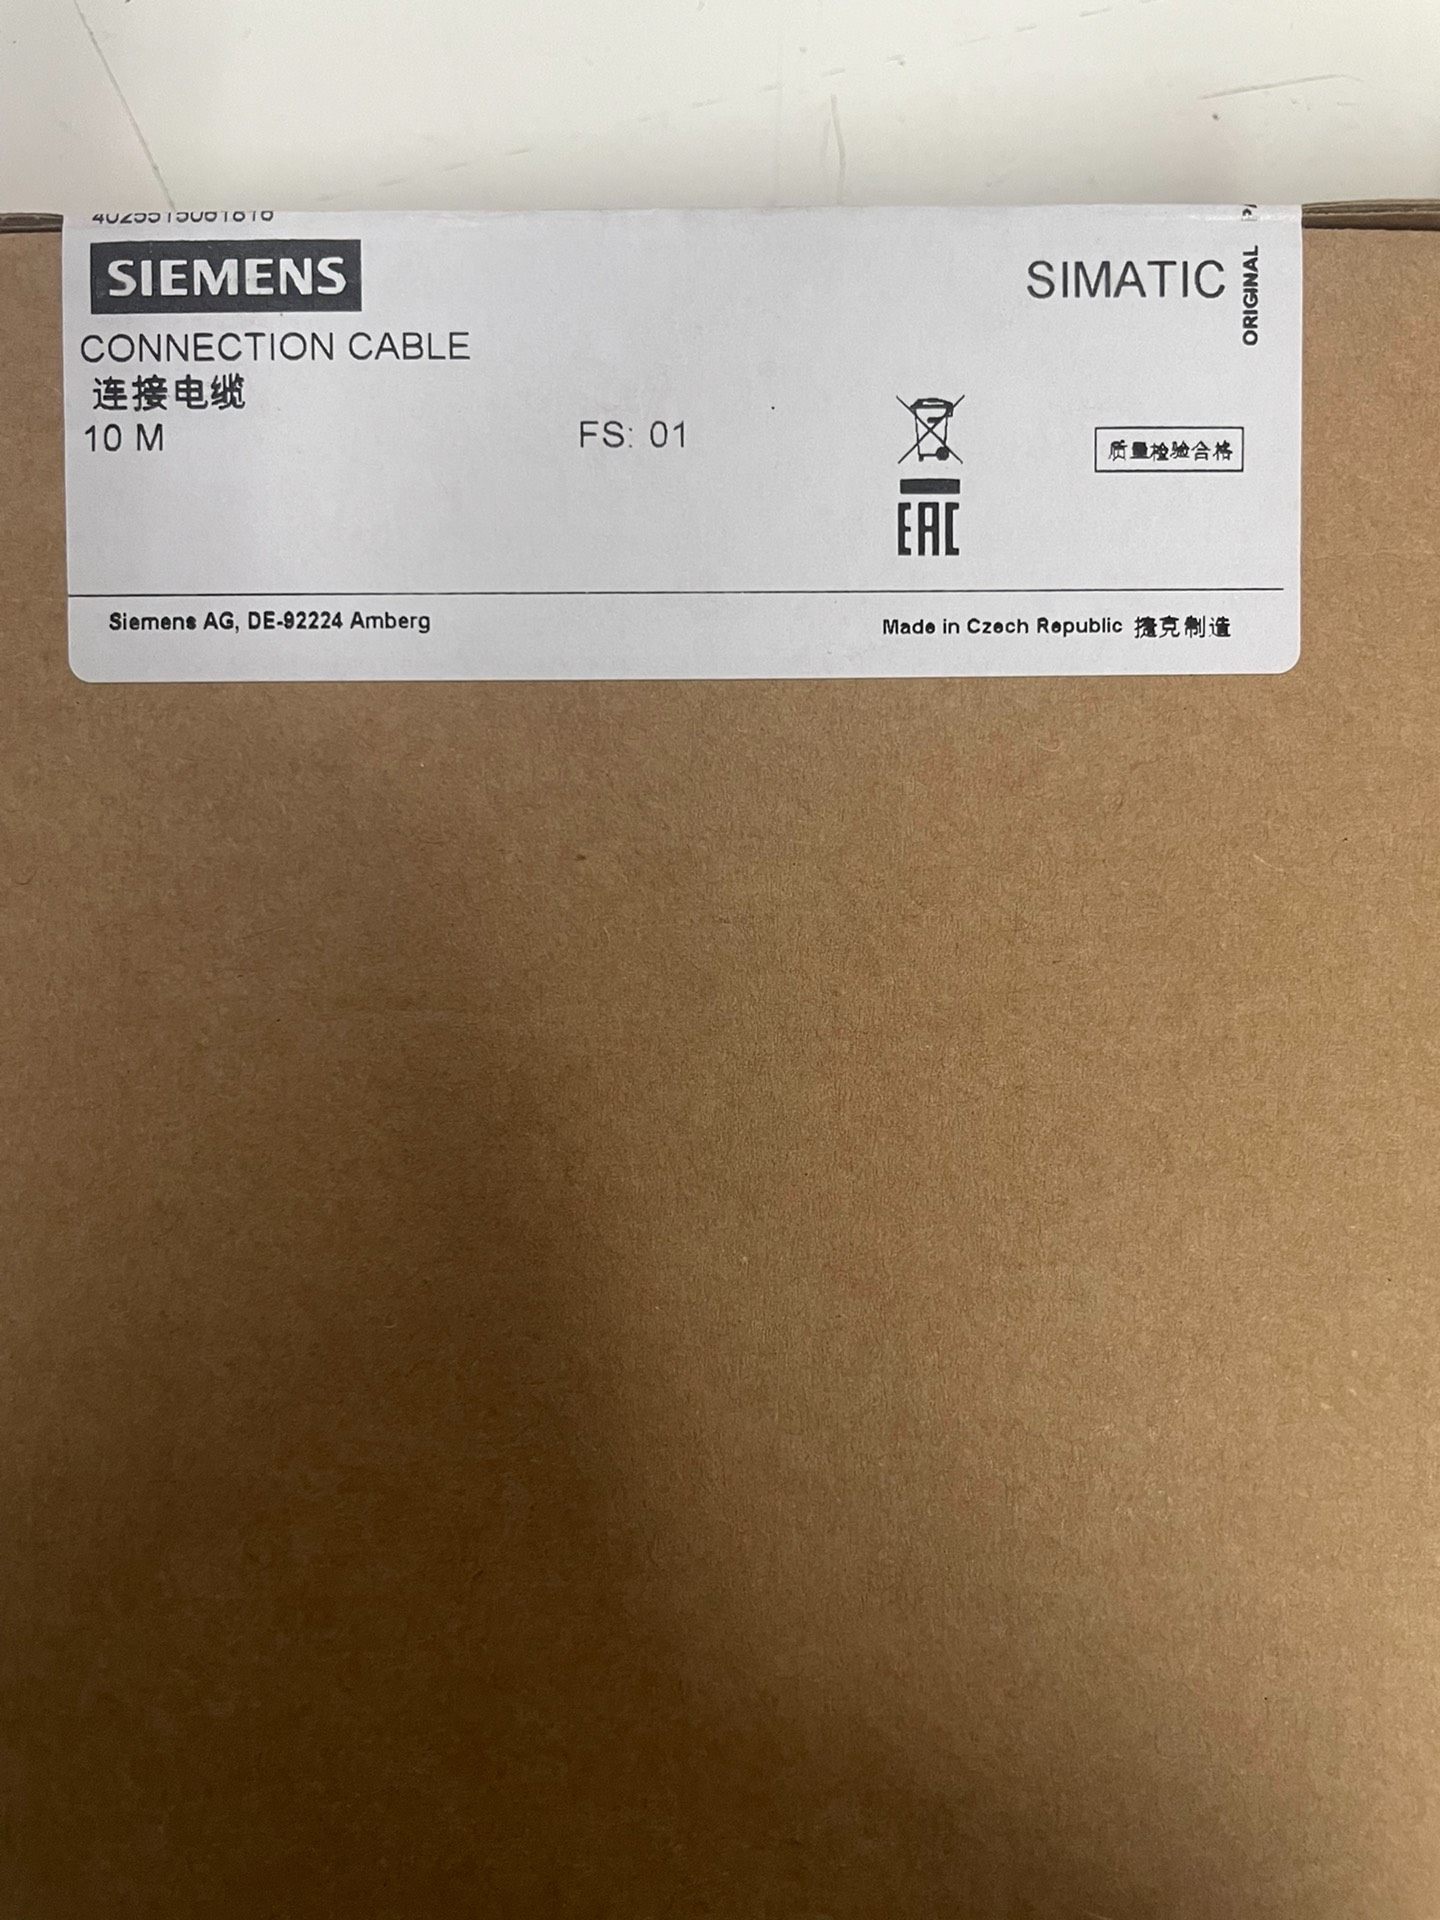 4025515061816
SIEMENS
SIMATIC
ORIGINAL
CONNECTION CABLE
连接电缆
10 M
FS: 01
质量检验合格
EAC
Siemens AG, DE-92224 Amberg
Made in Czech Republic 捷克制造